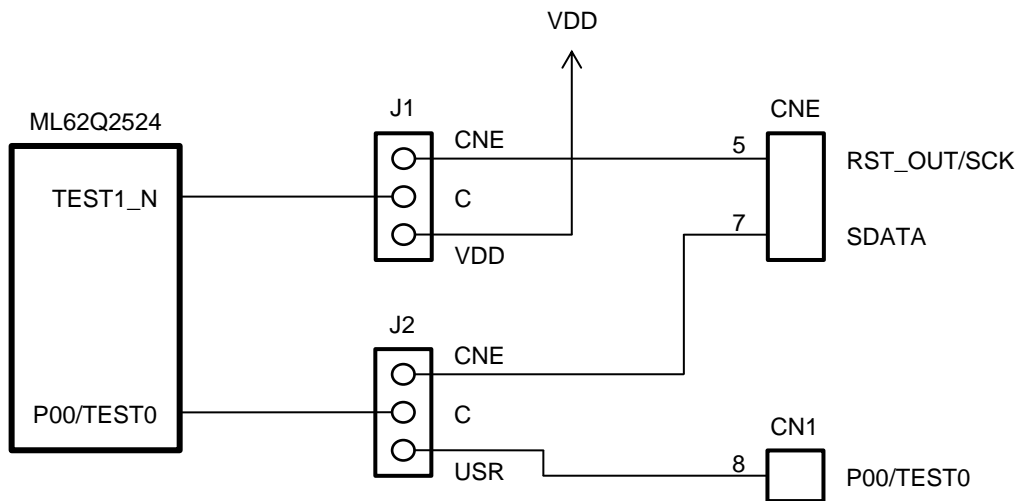 VDD
ML62Q2524
J1
CNE
CNE
5
RST_OUT/SCK
TEST1_N
C
7
SDATA
VDD
J2
CNE
P00/TEST0
C
CN1
USR
8
P00/TEST0